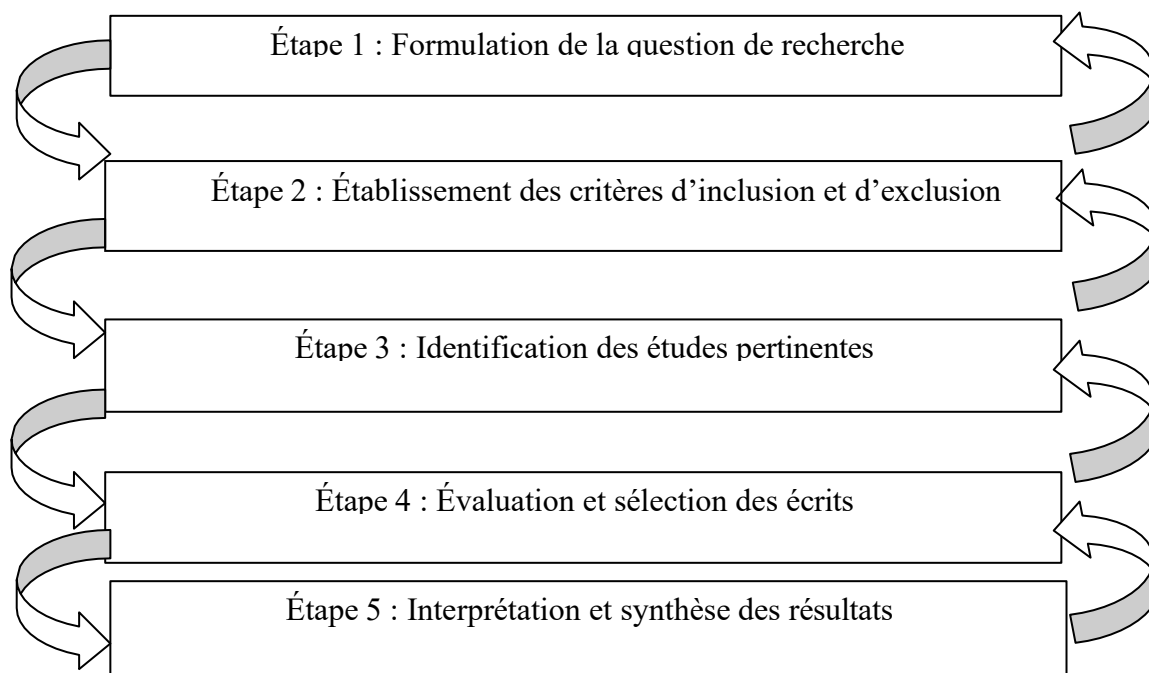 Étape 1 : Formulation de la question de recherche
Étape 2 : Établissement des critères d’inclusion et d’exclusion
Étape 3 : Identification des études pertinentes
Étape 4 : Évaluation et sélection des écrits
Étape 5 : Interprétation et synthèse des résultats